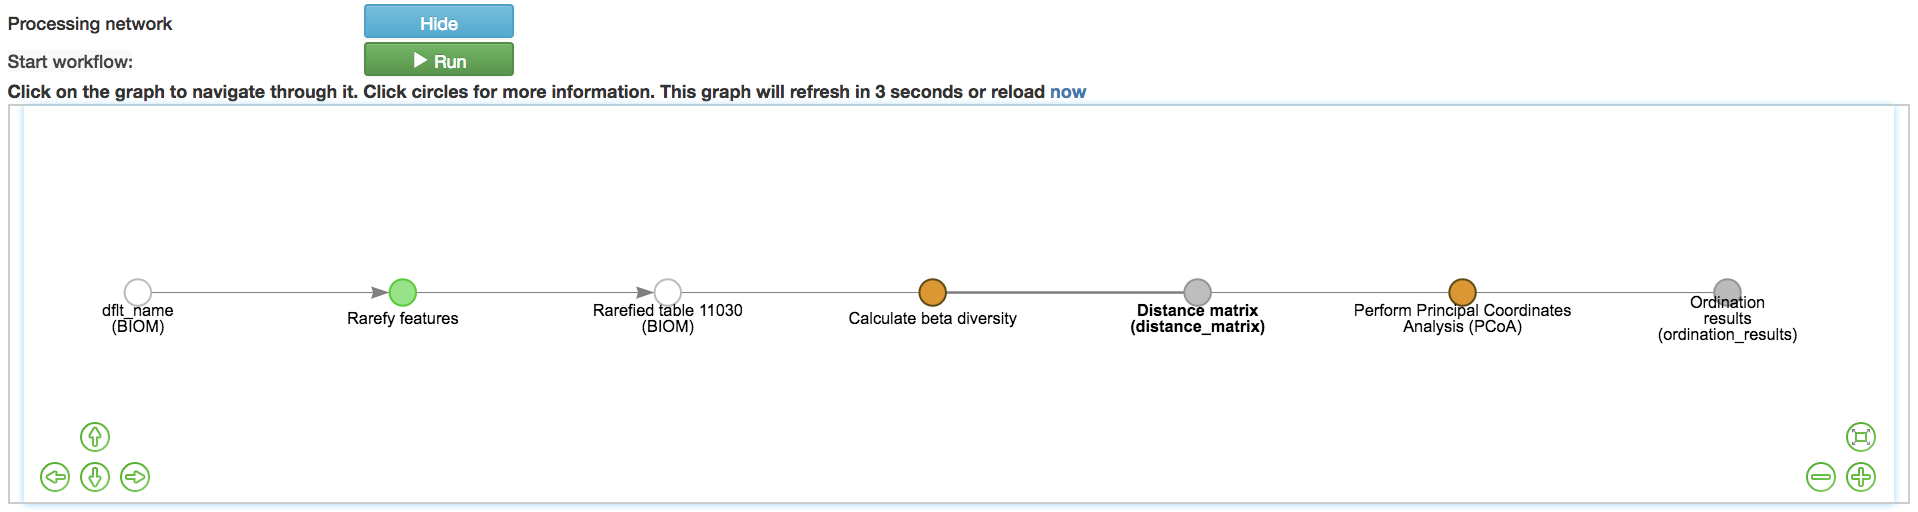 Processing network
Hide
Start workflow:
Run
Click on the graph to navigate through it. Click circles for more information. This graph will refresh in 3 seconds or reload now
dflt_name
(BIOM)
Rarefy features
Rarefied table 11030
(BIOM)
Calculate beta diversity
Distance matrix
(distance_matrix)
Perform Principal Coordinates
Analysis (PCoA)
Ordination
results
(ordination_results)